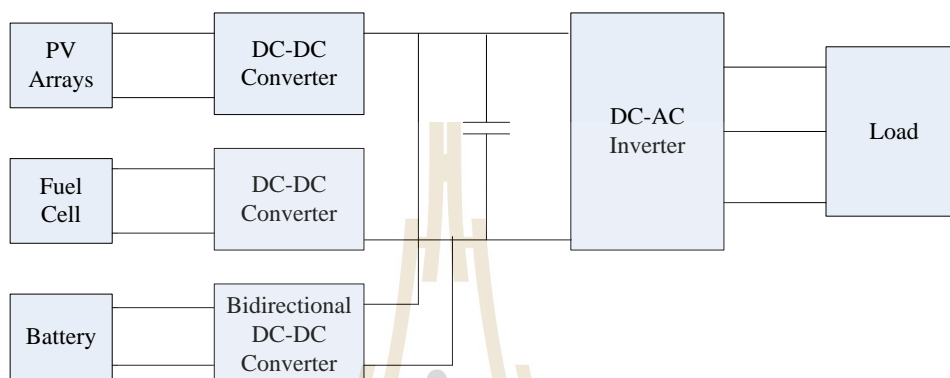 PV
Arrays
DC-DC
Converter
DC-AC
Inverter
Load
Fuel
Cell
DC-DC
Converter
Battery
Bidirectional
DC-DC
Converter